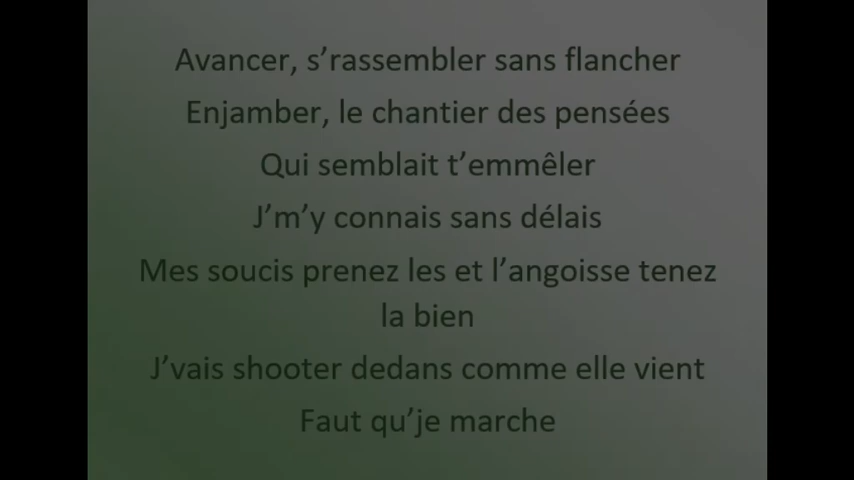 Avancer, s’rassembler sans flancher
Enjamber, le chantier des pensées
Qui semblait t’emmêler
J’m’y connais sans délais
Mes soucis prenez les et l’angoisse tenez
la bien
J’vais shooter dedans comme elle vient
Faut qu’je marche